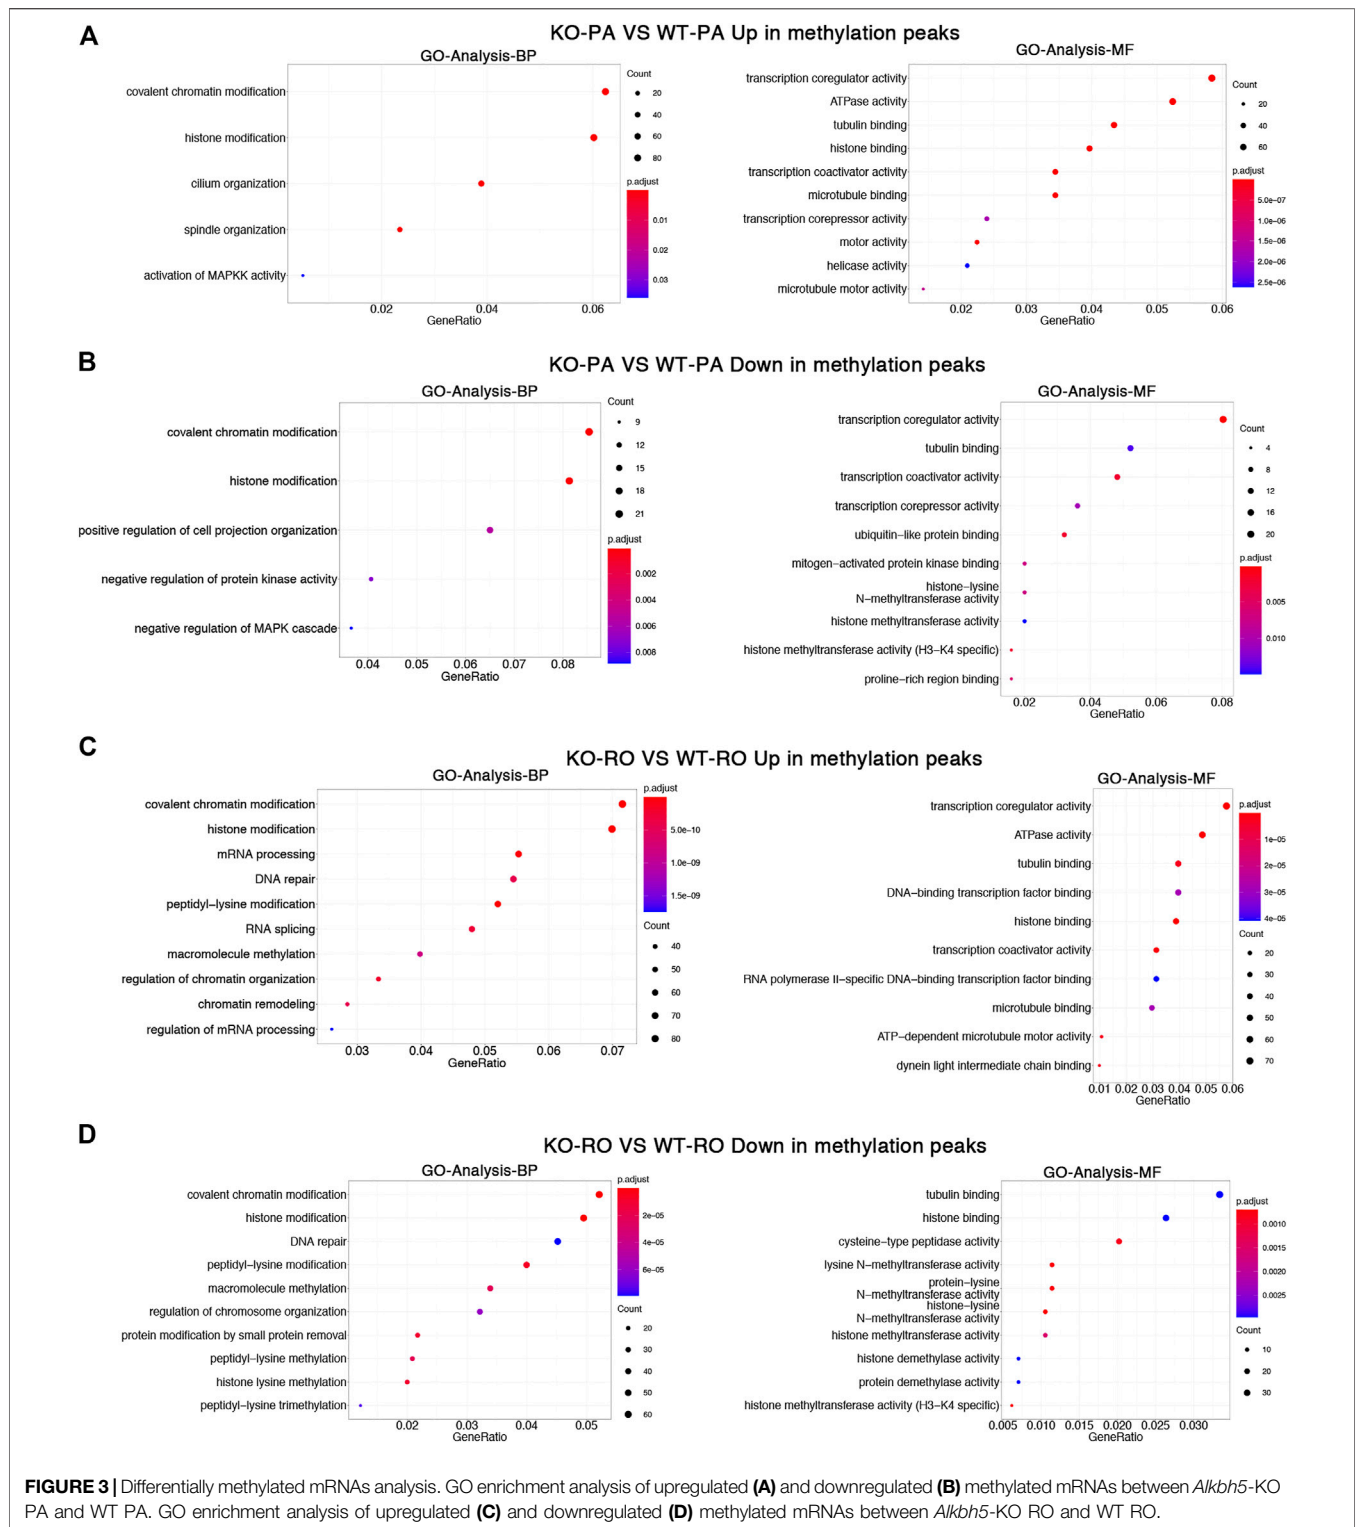 A
KO-PA VS WT-PA Up in methylation peaks
GO-Analysis-BP
covalent chromatin modification
histone modification
cilium organization
spindle organization
activation of MAPKK activity
0.02 0.04 0.06
GeneRatio
Count
20
40
60
80
p.adjust
0.01
0.02
0.03
GO-Analysis-MF
transcription coregulator activity
ATPase activity
tubulin binding
histone binding
transcription coactivator activity
microtubule binding
transcription corepressor activity
motor activity
helicase activity
microtubule motor activity
0.02 0.03 0.04 0.05 0.06
GeneRatio
Count
20
40
60
p.adjust
5.0e-07
1.0e-06
1.5e-06
2.0e-06
2.5e-06
B
KO-PA VS WT-PA Down in methylation peaks
GO-Analysis-BP
covalent chromatin modification
histone modification
positive regulation of cell projection organization
negative regulation of protein kinase activity
negative regulation of MAPK cascade
0.04 0.05 0.06 0.07 0.08
GeneRatio
Count
9
12
15
18
21
p.adjust
0.002
0.004
0.006
0.008
GO-Analysis-MF
transcription coregulator activity
tubulin binding
transcription coactivator activity
transcription corepressor activity
ubiquitin-like protein binding
mitogen-activated protein kinase binding
histone-lysine
N-methyltransferase activity
histone methyltransferase activity
histone methyltransferase activity (H3-K4 specific)
proline-rich region binding
0.02 0.04 0.06 0.08
GeneRatio
Count
4
8
12
16
20
p.adjust
0.005
0.010
C
KO-RO VS WT-RO Up in methylation peaks
GO-Analysis-BP
covalent chromatin modification
histone modification
mRNA processing
DNA repair
peptidyl-lysine modification
RNA splicing
macromolecule methylation
regulation of chromatin organization
chromatin remodeling
regulation of mRNA processing
0.03 0.04 0.05 0.06 0.07
GeneRatio
p.adjust
5.0e-10
1.0e-09
1.5e-09
Count
40
50
60
70
80
GO-Analysis-MF
transcription coregulator activity
ATPase activity
tubulin binding
DNA-binding transcription factor binding
histone binding
transcription coactivator activity
RNA polymerase II-specific DNA-binding transcription factor binding
microtubule binding
ATP-dependent microtubule motor activity
dynein light intermediate chain binding
0.01 0.02 0.03 0.04 0.05 0.06
GeneRatio
p.adjust
1e-05
2e-05
3e-05
4e-05
Count
20
30
40
50
60
70
D
KO-RO VS WT-RO Down in methylation peaks
GO-Analysis-BP
covalent chromatin modification
histone modification
DNA repair
peptidyl-lysine modification
macromolecule methylation
regulation of chromosome organization
protein modification by small protein removal
peptidyl-lysine methylation
histone lysine methylation
peptidyl-lysine trimethylation
0.02 0.03 0.04 0.05
GeneRatio
p.adjust
2e-05
4e-05
6e-05
Count
20
30
40
50
60
GO-Analysis-MF
tubulin binding
histone binding
cysteine-type peptidase activity
lysine N-methyltransferase activity
protein-lysine
N-methyltransferase activity
histone-lysine
N-methyltransferase activity
histone methyltransferase activity
histone demethylase activity
protein demethylase activity
histone methyltransferase activity (H3-K4 specific)
0.005 0.010 0.015 0.020 0.025 0.030
GeneRatio
p.adjust
0.0010
0.0015
0.0020
0.0025
Count
10
20
30
FIGURE 3 | Differentially methylated mRNAs analysis. GO enrichment analysis of upregulated (A) and downregulated (B) methylated mRNAs between Alkbh5-KO
PA and WT PA. GO enrichment analysis of upregulated (C) and downregulated (D) methylated mRNAs between Alkbh5-KO RO and WT RO.